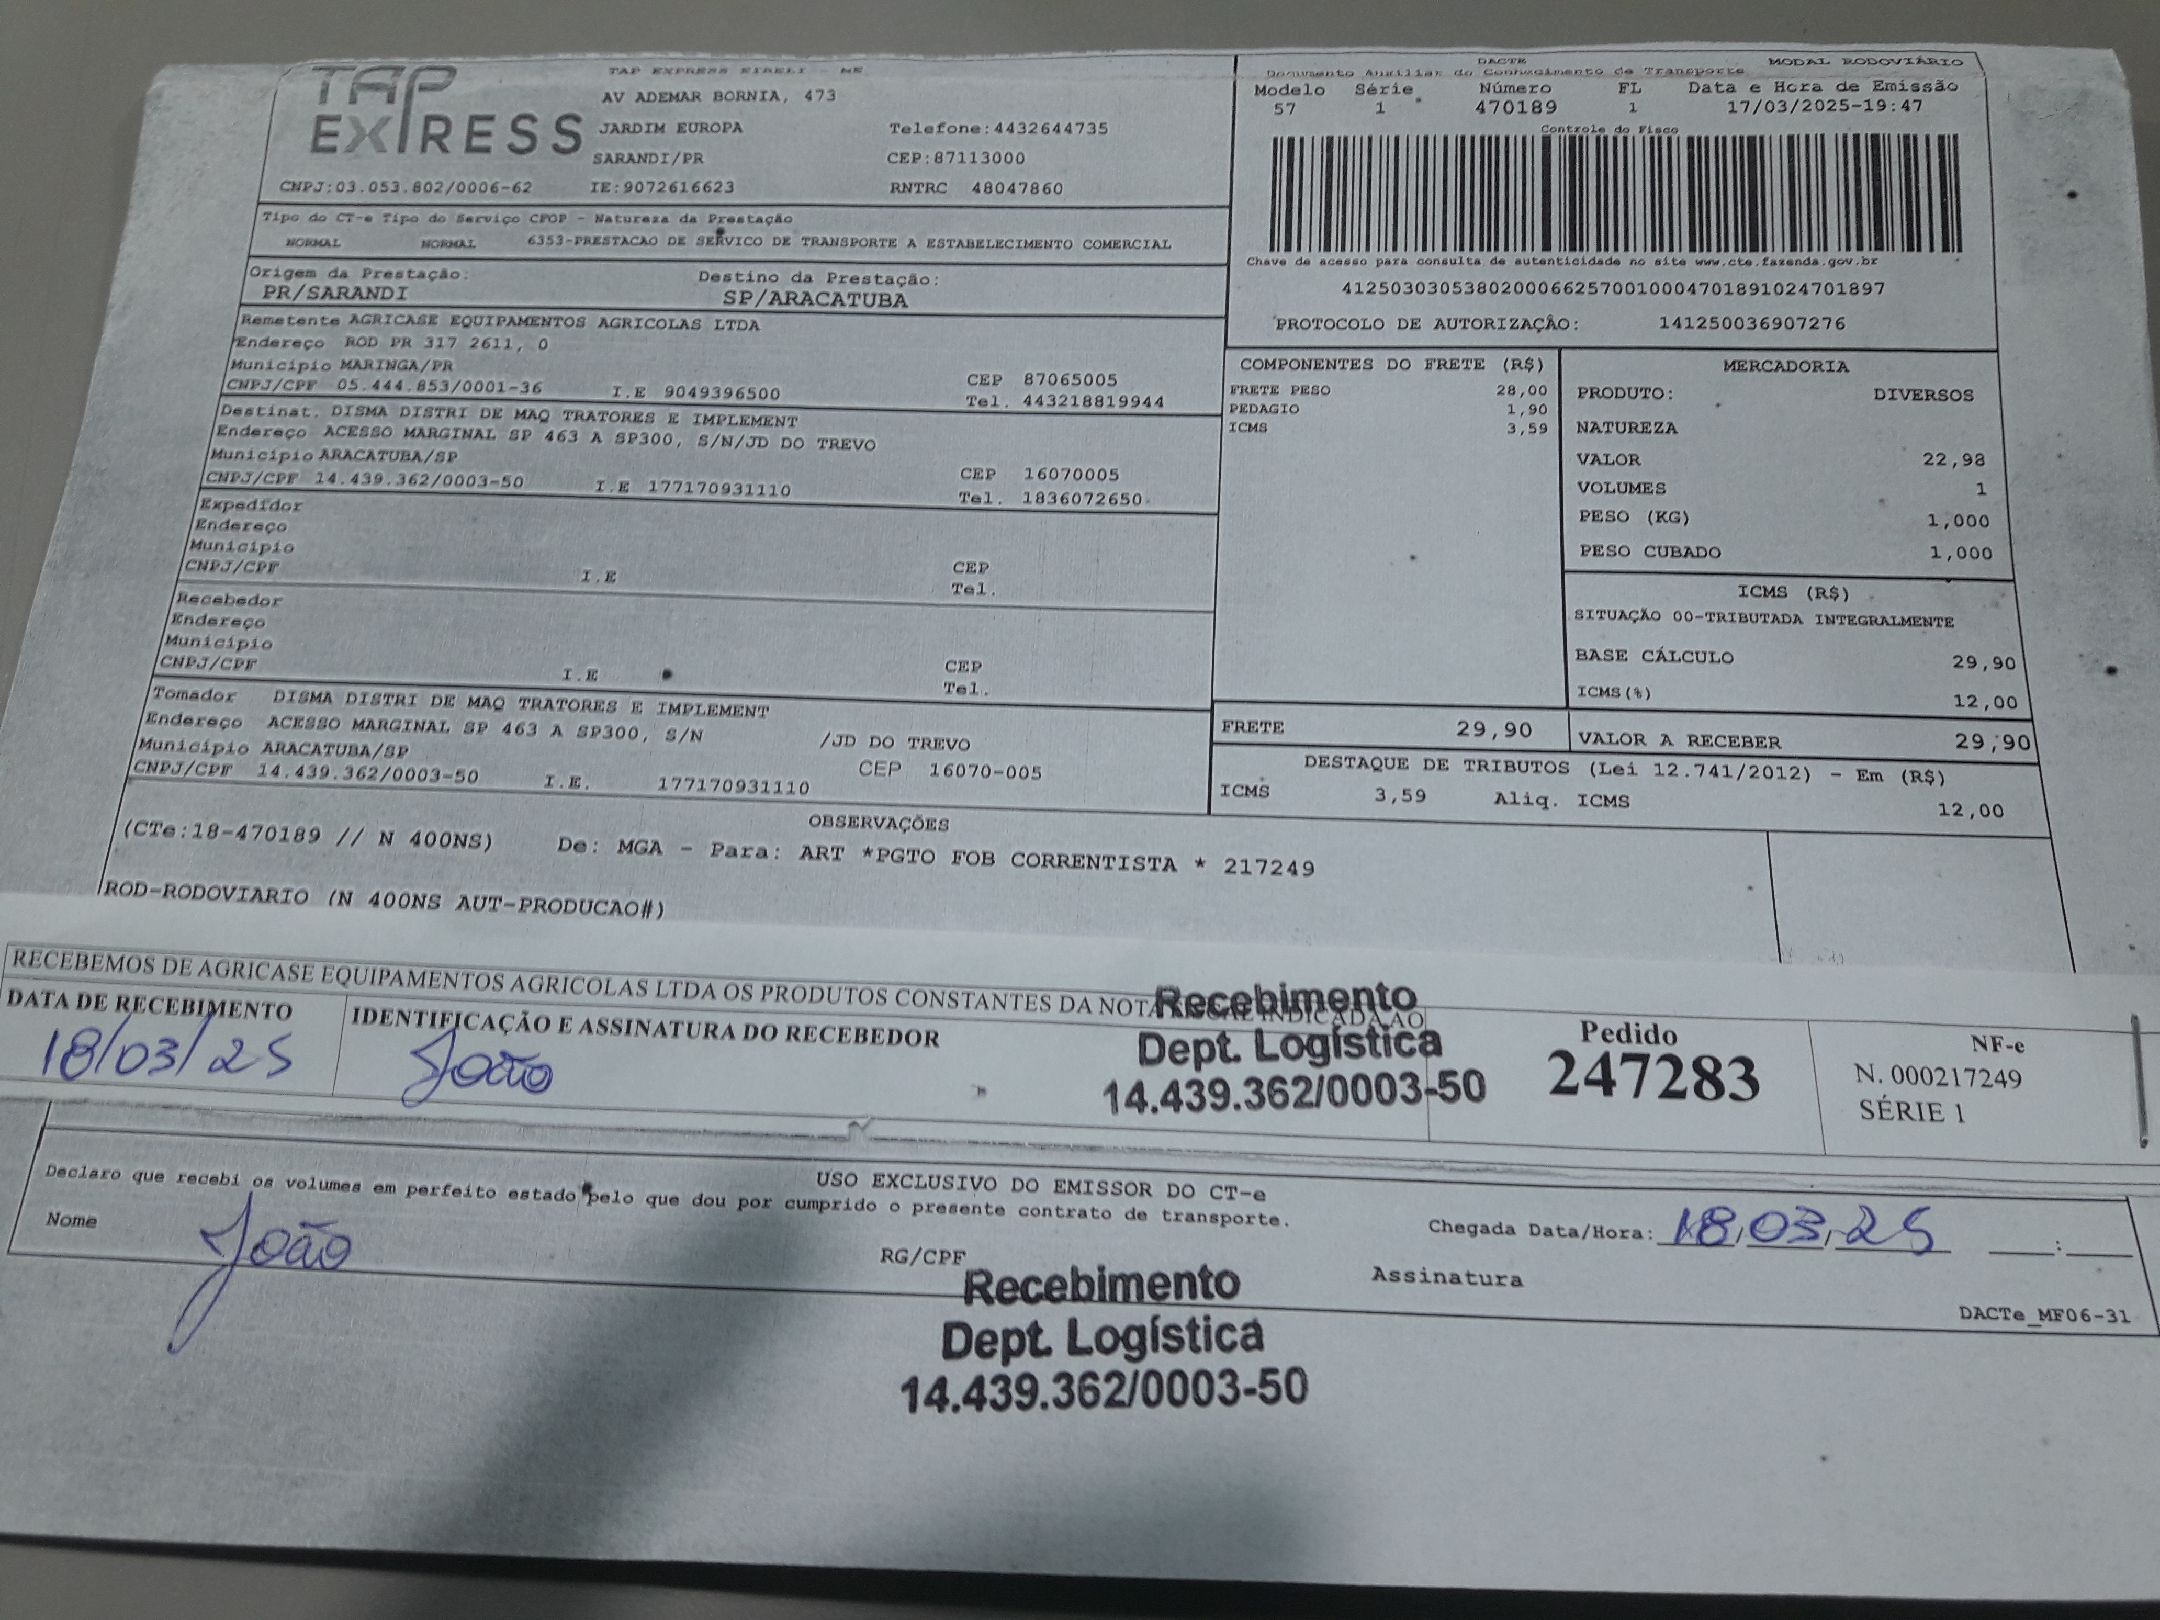 TAP EXPRESS
TAP EXPRESS EIRELI - ME
AV ADEMAR BORNIA, 473
JARDIM EUROPA Telefone:4432644735
SARANDI/PR CEP:87113000
CNPJ:03.053.802/0006-62 IE:9072616623 RNTRC 48047860
DACTE MODAL RODOVIÁRIO
Documento Auxiliar do Conhecimento de Transporte
Modelo Série Número FL Data e Hora de Emissão
57 1 470189 1 17/03/2025-19:47
Controle do Fisco
Chave de acesso para consulta de autenticidade no site www.cte.fazenda.gov.br
41250303053802000662570010004701891024701897
PROTOCOLO DE AUTORIZAÇÃO: 141250036907276
Tipo do CT-e Tipo do Serviço CFOP - Natureza da Prestação
NORMAL NORMAL 6353-PRESTACAO DE SERVICO DE TRANSPORTE A ESTABELECIMENTO COMERCIAL
Origem da Prestação: Destino da Prestação:
PR/SARANDI SP/ARACATUBA
Remetente AGRICASE EQUIPAMENTOS AGRICOLAS LTDA
Endereço ROD PR 317 2611, 0
Município MARINGA/PR CEP 87065005
CNPJ/CPF 05.444.853/0001-36 I.E 9049396500 Tel. 443218819944
Destinat. DISMA DISTRI DE MAQ TRATORES E IMPLEMENT
Endereço ACESSO MARGINAL SP 463 A SP300, S/N/JD DO TREVO
Município ARACATUBA/SP CEP 16070005
CNPJ/CPF 14.439.362/0003-50 I.E 177170931110 Tel. 1836072650
Expedidor
Endereço
Município CEP
CNPJ/CPF I.E Tel.
Recebedor
Endereço
Município CEP
CNPJ/CPF I.E Tel.
Tomador DISMA DISTRI DE MAQ TRATORES E IMPLEMENT
Endereço ACESSO MARGINAL SP 463 A SP300, S/N /JD DO TREVO
Município ARACATUBA/SP CEP 16070-005
CNPJ/CPF 14.439.362/0003-50 I.E. 177170931110
COMPONENTES DO FRETE (R$)
FRETE PESO 28,00
PEDAGIO 1,90
ICMS 3,59
MERCADORIA
PRODUTO: DIVERSOS
NATUREZA
VALOR 22,98
VOLUMES 1
PESO (KG) 1,000
PESO CUBADO 1,000
ICMS (R$)
SITUAÇÃO 00-TRIBUTADA INTEGRALMENTE
BASE CÁLCULO 29,90
ICMS(%) 12,00
FRETE 29,90 VALOR A RECEBER 29,90
DESTAQUE DE TRIBUTOS (Lei 12.741/2012) - Em (R$)
ICMS 3,59 Aliq. ICMS 12,00
OBSERVAÇÕES
(CTe:18-470189 // N 400NS) De: MGA - Para: ART *PGTO FOB CORRENTISTA * 217249
ROD-RODOVIARIO (N 400NS AUT-PRODUCAO#)
RECEBEMOS DE AGRICASE EQUIPAMENTOS AGRICOLAS LTDA OS PRODUTOS CONSTANTES DA NOTA INDICADA AO
DATA DE RECEBIMENTO IDENTIFICAÇÃO E ASSINATURA DO RECEBEDOR
18/03/25 João
Recebimento
Dept. Logística
14.439.362/0003-50
Pedido
247283
NF-e
N. 000217249
SÉRIE 1
USO EXCLUSIVO DO EMISSOR DO CT-e
Declaro que recebi os volumes em perfeito estado pelo que dou por cumprido o presente contrato de transporte.
Chegada Data/Hora: 18/03/25 :
Nome João RG/CPF Assinatura
DACTe_MF06-31
Recebimento
Dept. Logística
14.439.362/0003-50